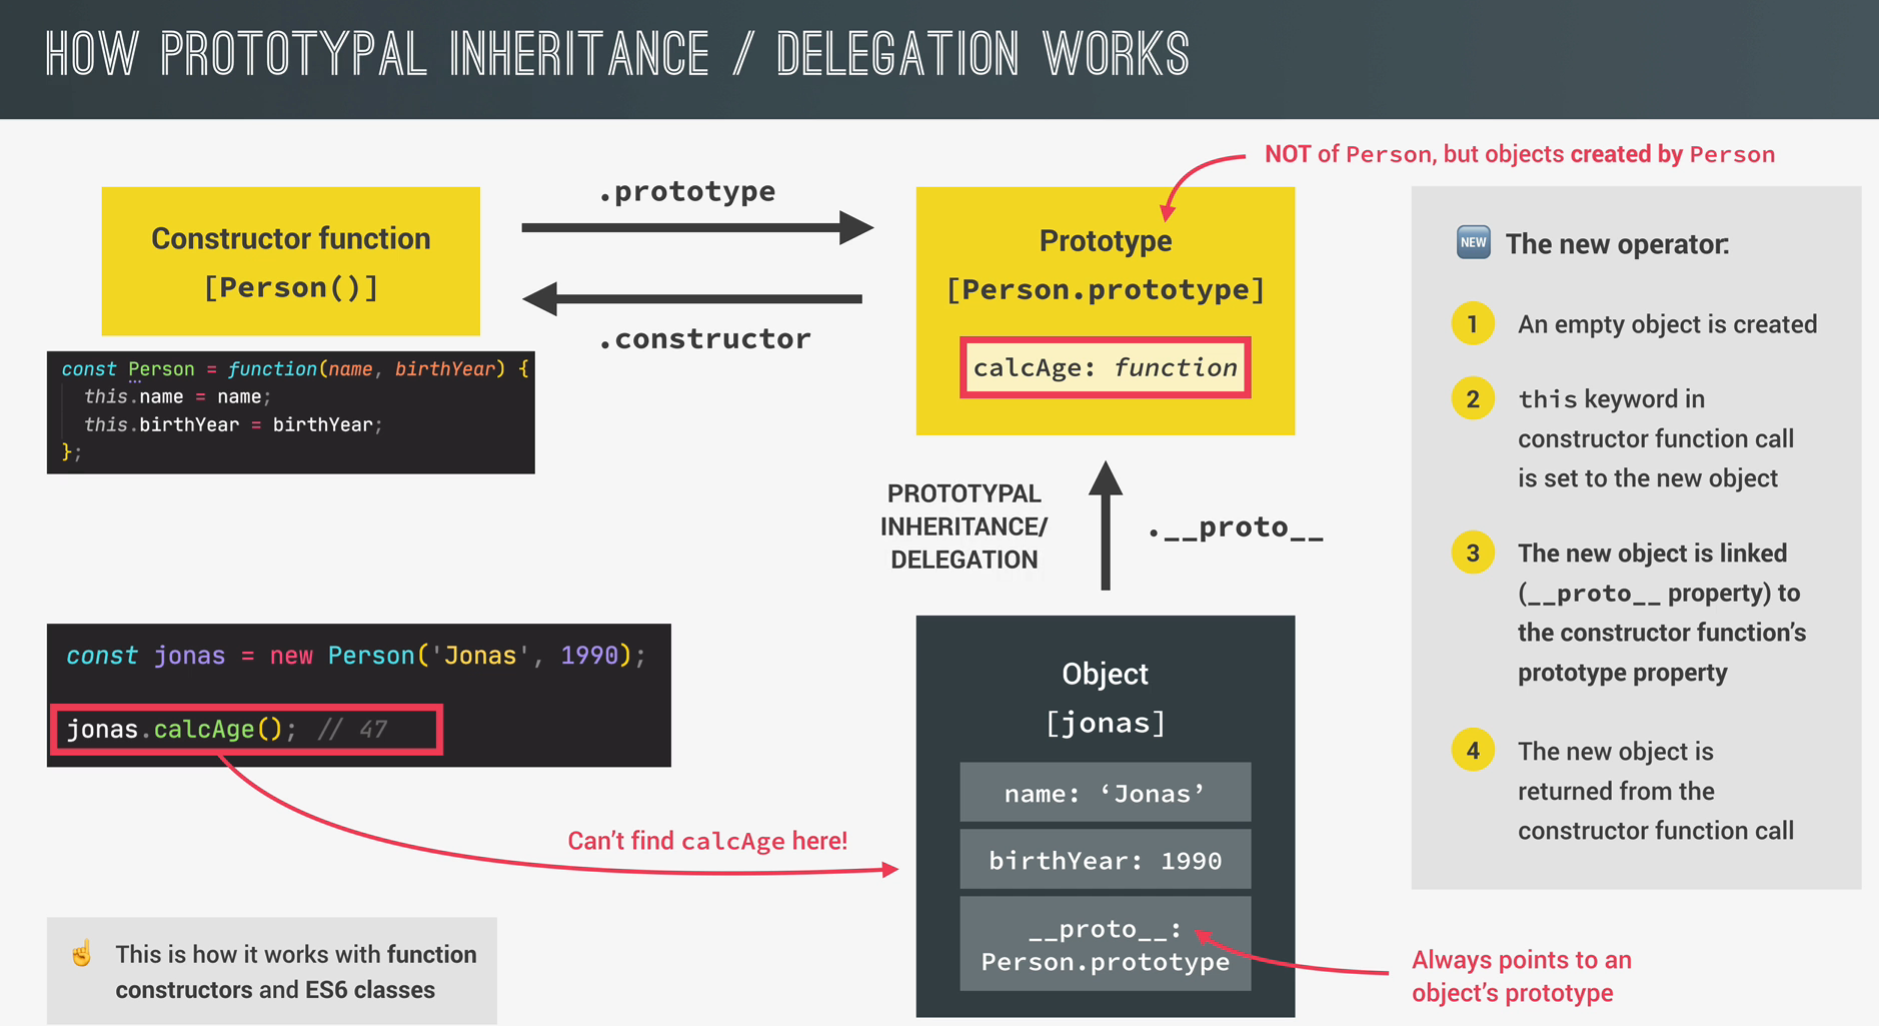 HOW PROTOTYPAL INHERITANCE / DELEGATION WORKS
NOT of Person, but objects created by Person
Constructor function
[Person()]
.prototype
.constructor
Prototype
[Person.prototype]
calcAge: function
const Person = function(name, birthYear) {
this.name = name;
this.birthYear = birthYear;
};
PROTOTYPAL
INHERITANCE/
DELEGATION
.__proto__
const jonas = new Person('Jonas', 1990);
jonas.calcAge(); // 47
Can't find calcAge here!
Object
[jonas]
name: ‘Jonas’
birthYear: 1990
__proto__:
Person.prototype
Always points to an
object's prototype
This is how it works with function
constructors and ES6 classes
NEW The new operator:
1 An empty object is created
2 this keyword in
constructor function call
is set to the new object
3 The new object is linked
(__proto__ property) to
the constructor function's
prototype property
4 The new object is
returned from the
constructor function call